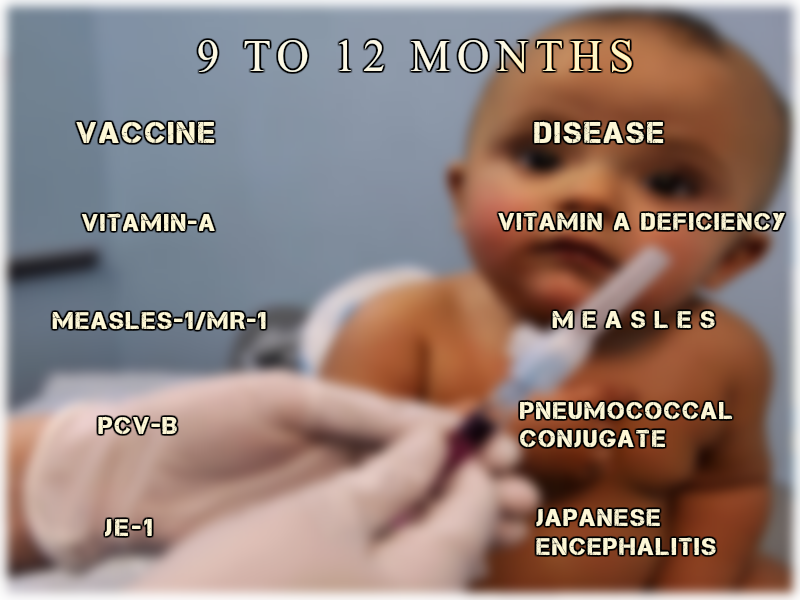 9 TO 12 MONTHS
VACCINE DISEASE
VITAMIN-A VITAMIN A DEFICIENCY
MEASLES-1/MR-1 MEASLES
PCV-B PNEUMOCOCCAL
CONJUGATE
JE-1 JAPANESE
ENCEPHALITIS